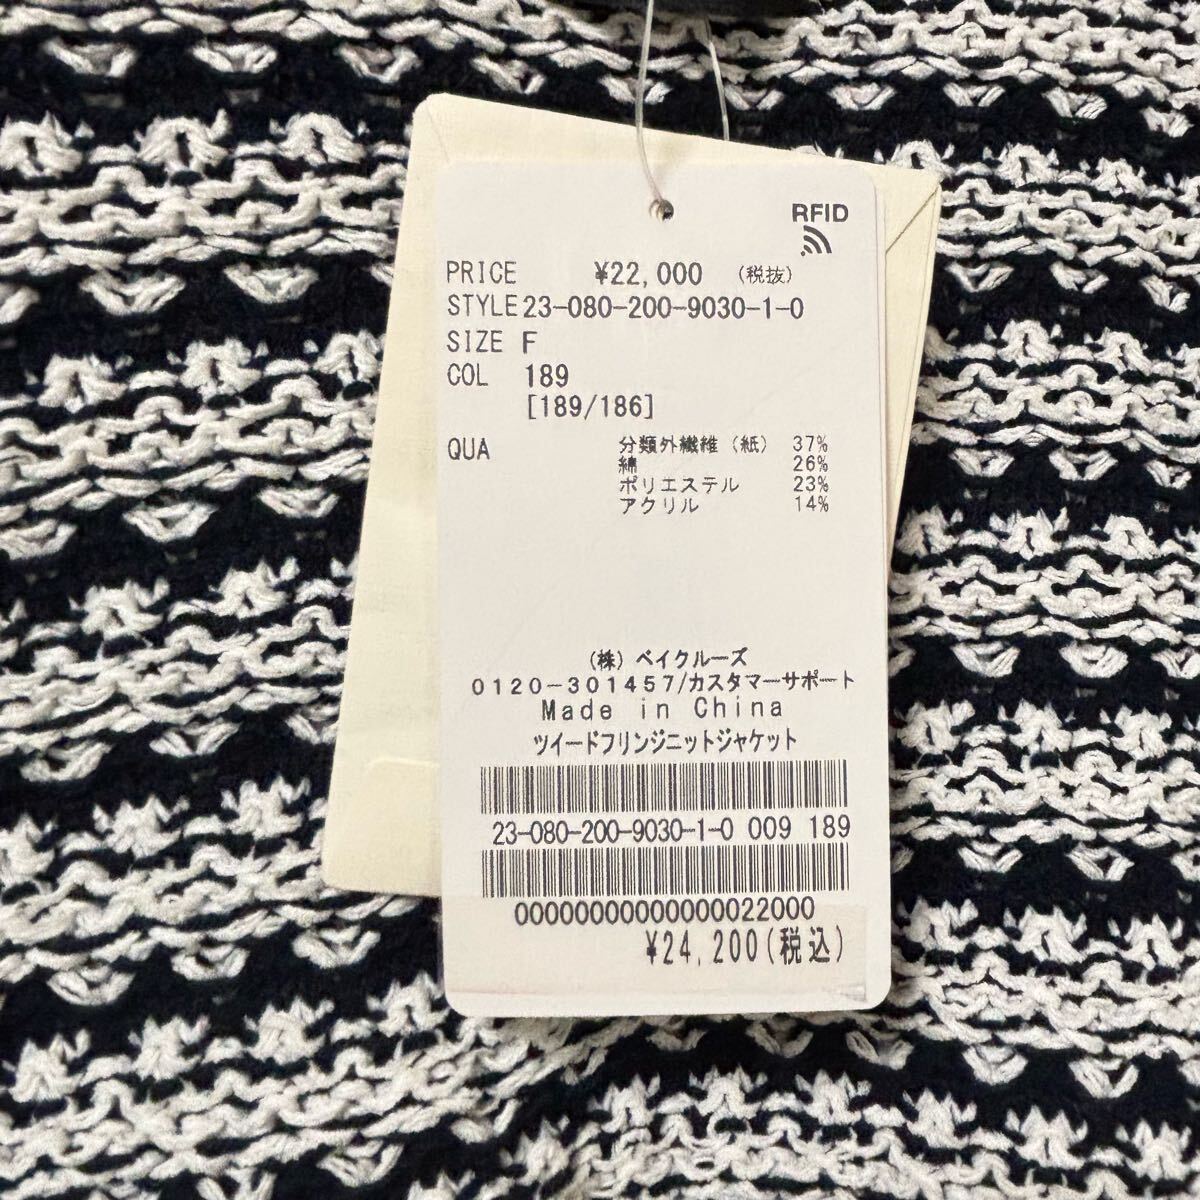 RFID
PRICE ¥22,000 (税抜)
STYLE 23-080-200-9030-1-0
SIZE F
COL 189
[189/186]
QUA 分類外繊維(紙) 37%
綿 26%
ポリエステル 23%
アクリル 14%
(株)ベイクルーズ
0120-301457/カスタマーサポート
Made in China
ツイードフリンジニットジャケット
23-080-200-9030-1-0 009 189
00000000000000022000
¥24,200(税込)